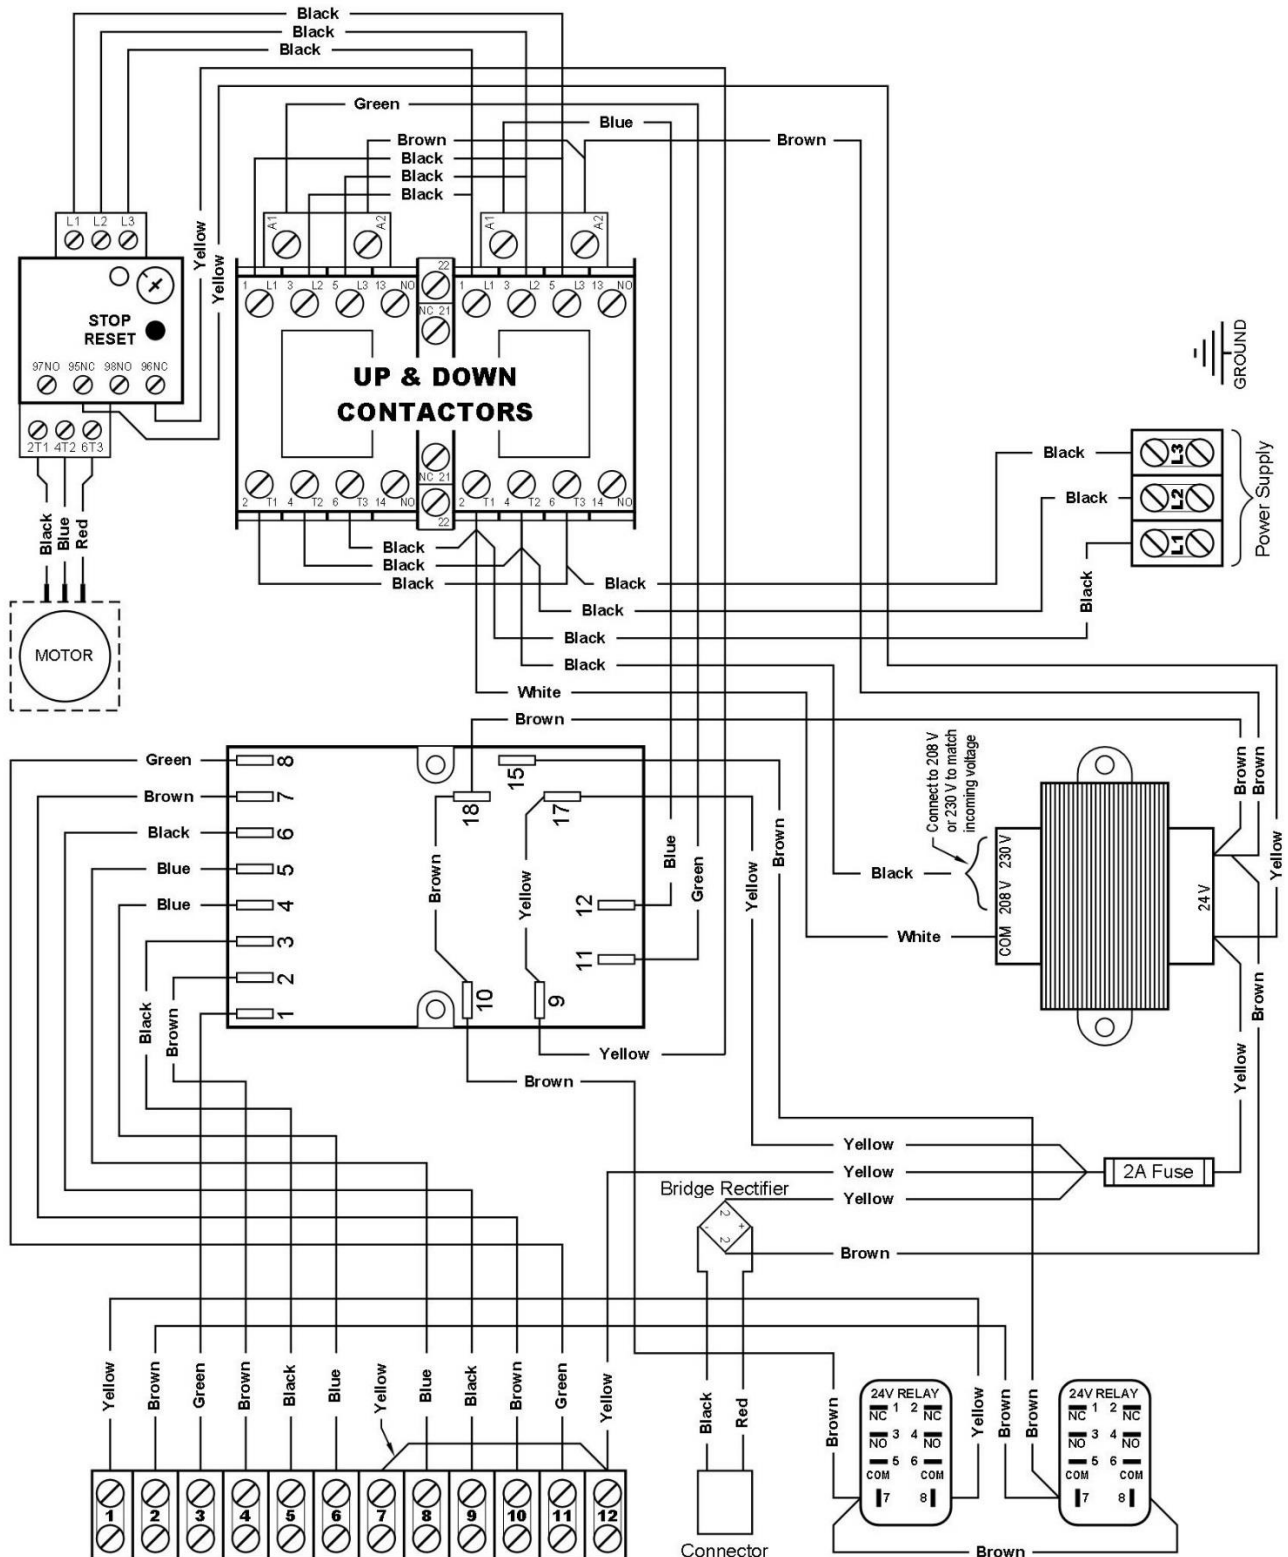 Black
Black
Black
Green
Blue
Brown
Brown
Black
Black
Black
L1 L2 L3
A1 A2 A1 A2
Yellow
Yellow
STOP
RESET
97NO 95NC 98NO 96NC
2T1 4T2 6T3
1 L1 3 L2 5 L3 13 NO
22
NC 21
1 L1 3 L2 5 L3 13 NO
UP & DOWN
CONTACTORS
NC 21
22
2 T1 4 T2 6 T3 14 NO
2 T1 4 T2 6 T3 14 NO
GROUND
Black
Black
Black
L3
L2
L1
Power Supply
Black
Blue
Red
MOTOR
Black
Black
Black
Black
Black
Black
Black
White
Brown
Green
Brown
Black
Blue
Blue
8
7
6
5
4
3
2
1
15
18
17
12
11
10
9
Brown
Yellow
Blue
Green
Yellow
Brown
Connect to 208 V
or 230 V to match
incoming voltage
Black
White
COM 208 V 230 V
24 V
Brown
Brown
Yellow
Brown
Yellow
Black
Brown
Yellow
Brown
Yellow
Yellow
Yellow
2A Fuse
Bridge Rectifier
2
- +
2
Brown
Yellow
Brown
Green
Brown
Black
Blue
Yellow
Blue
Black
Brown
Green
Yellow
Black
Red
Brown
Yellow
Brown
Brown
24V RELAY
1 2
NC NC
3 4
NO NO
5 6
COM COM
7 8
24V RELAY
1 2
NC NC
3 4
NO NO
5 6
COM COM
7 8
1 2 3 4 5 6 7 8 9 10 11 12
Connector
Brown